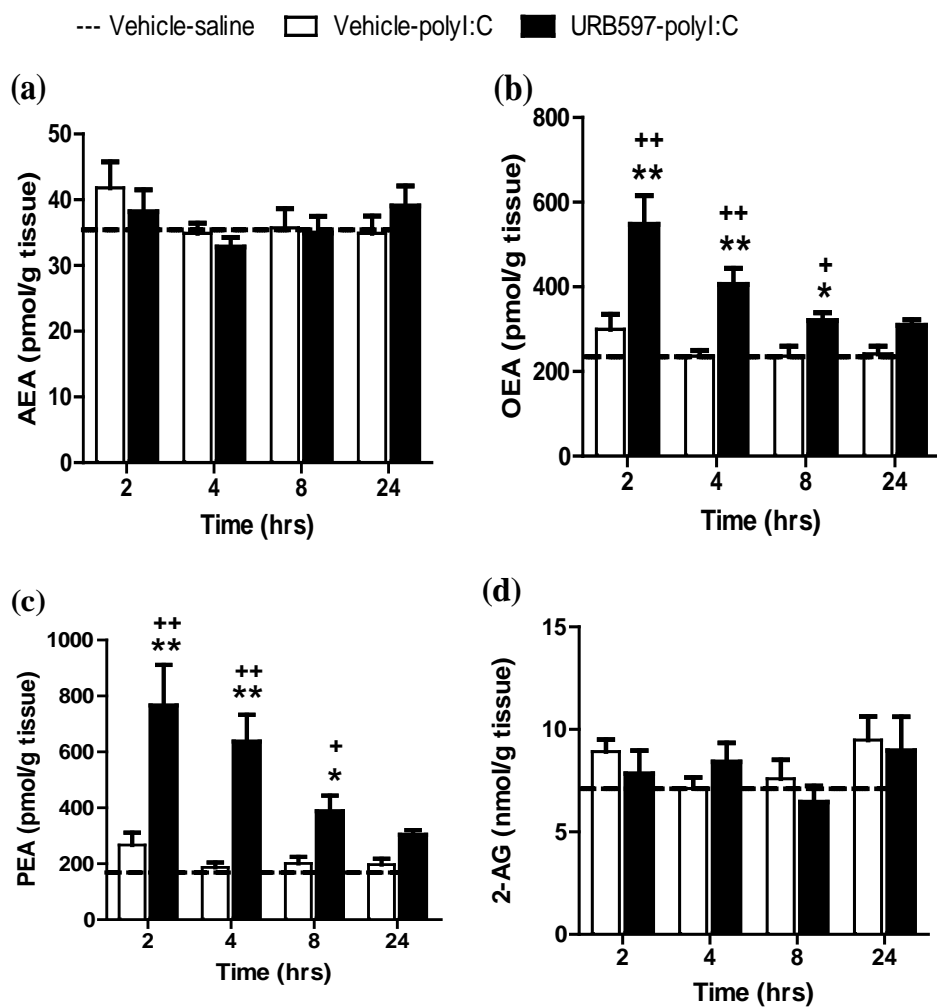 --- Vehicle-saline Vehicle-polyI:C URB597-polyI:C
(a)
AEA (pmol/g tissue)
50
40
30
20
10
0
2 4 8 24
Time (hrs)
(b)
OEA (pmol/g tissue)
800
600
400
200
0
++
**
++
**
+
*
2 4 8 24
Time (hrs)
(c)
PEA (pmol/g tissue)
1000
800
600
400
200
0
++
**
++
**
+
*
2 4 8 24
Time (hrs)
(d)
2-AG (nmol/g tissue)
15
10
5
0
2 4 8 24
Time (hrs)